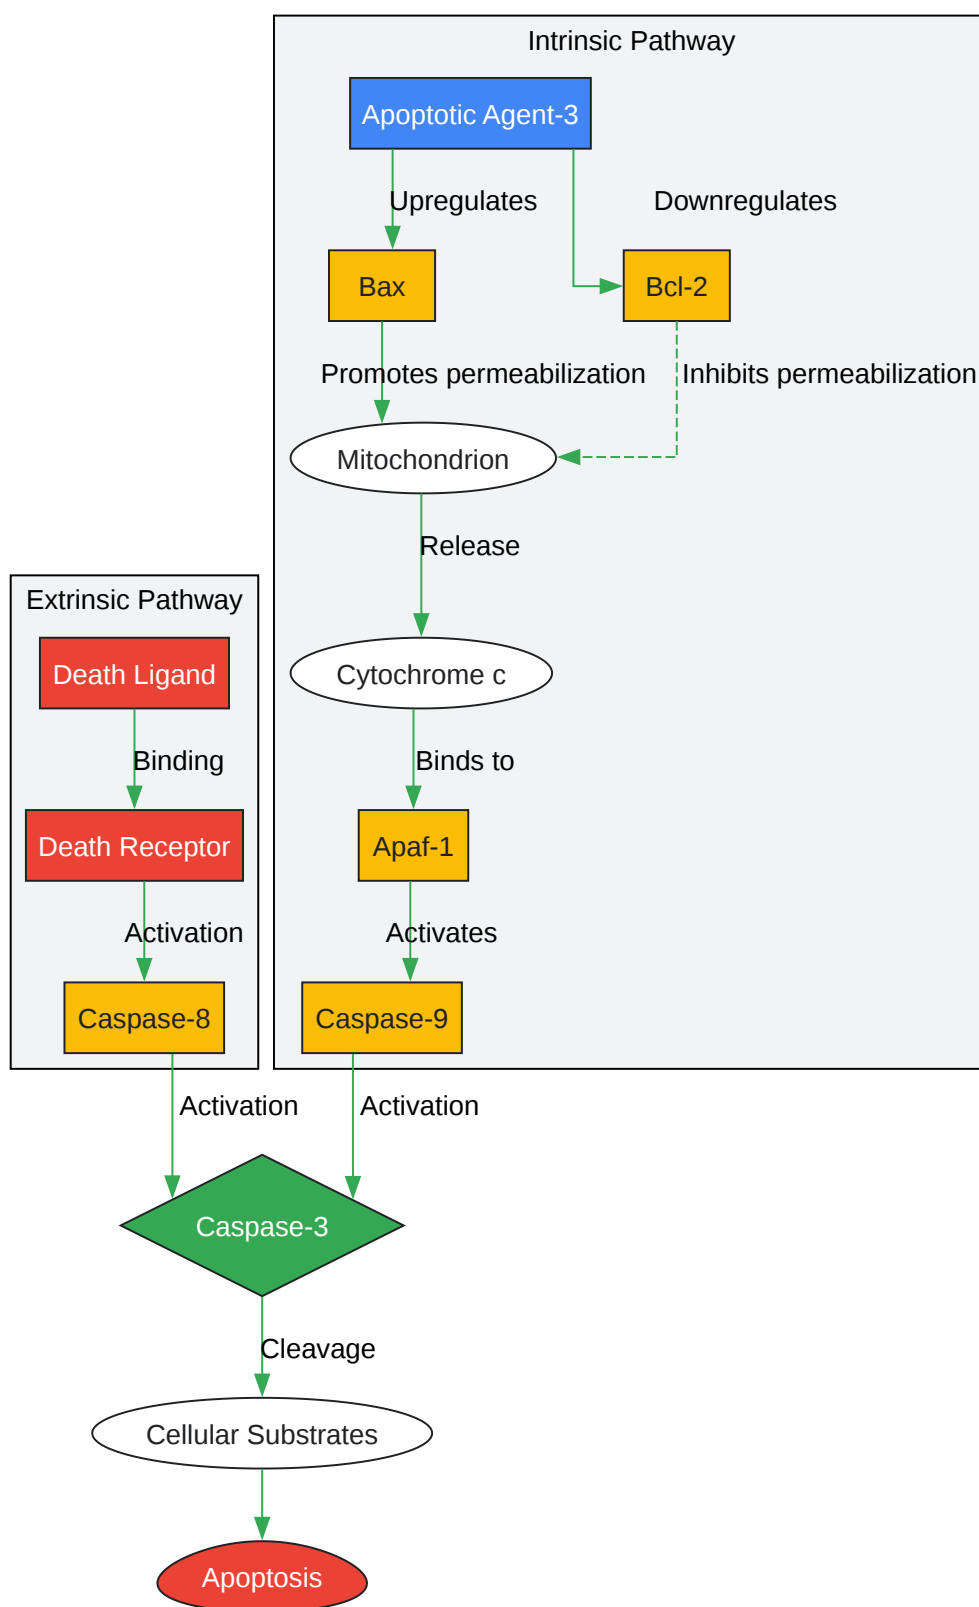 Intrinsic Pathway
Apoptotic Agent-3
Upregulates
Downregulates
Bax
Bcl-2
Promotes permeabilization
Inhibits permeabilization
Mitochondrion
Release
Cytochrome c
Binds to
Apaf-1
Activates
Caspase-9
Activation
Extrinsic Pathway
Death Ligand
Binding
Death Receptor
Activation
Caspase-8
Activation
Caspase-3
Cleavage
Cellular Substrates
Apoptosis